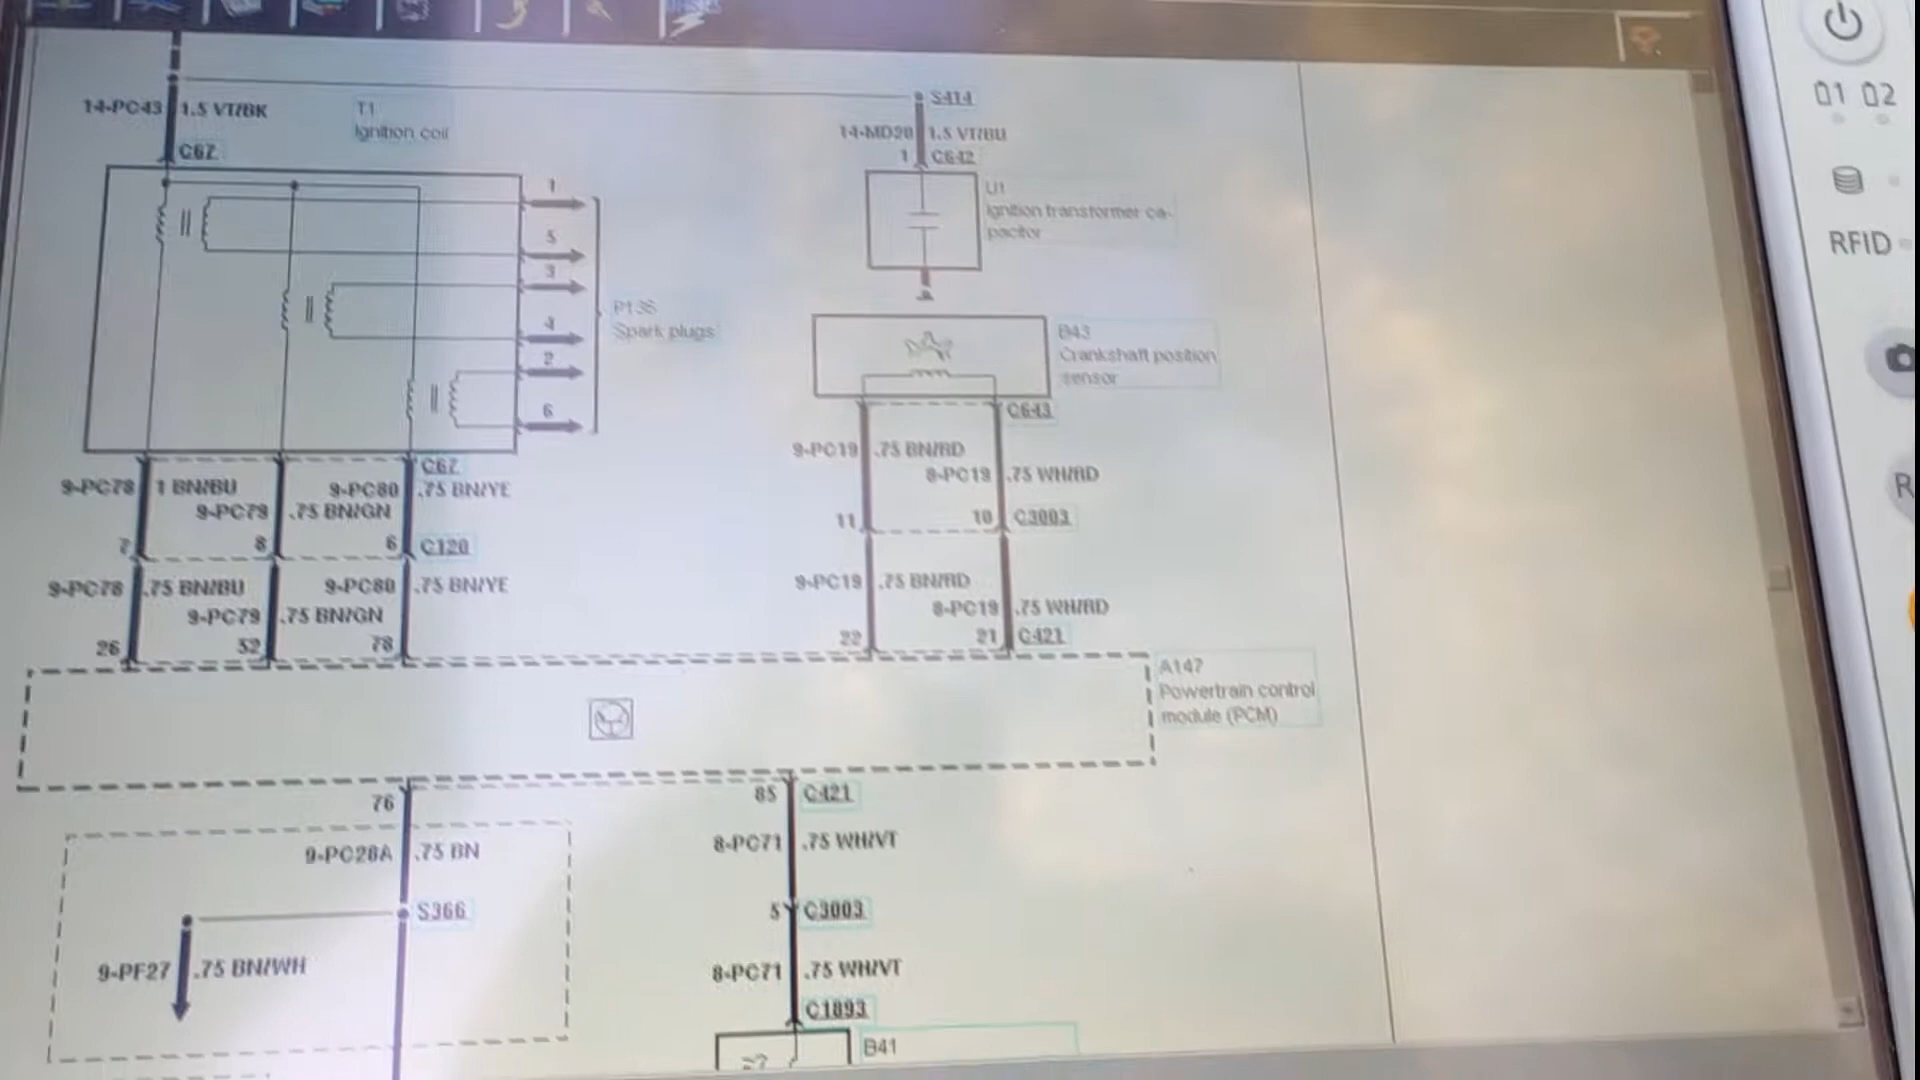 14-PC43 1.5 VT/BK
T1
Ignition coil
C67
S414
14-MD20 1.5 VT/BU
1 C642
U1
Ignition transformer ca-
pacitor
1
5
3
4
2
6
P135
Spark plugs
B43
Crankshaft position
sensor
C643
9-PC19 .75 BN/RD
8-PC19 .75 WH/RD
11 10 C3003
9-PC19 .75 BN/RD
8-PC19 .75 WH/RD
22 21 C421
C67
9-PC78 1 BN/BU 9-PC80 .75 BN/YE
9-PC79 .75 BN/GN
7 8 6 C120
9-PC78 .75 BN/BU 9-PC80 .75 BN/YE
9-PC79 .75 BN/GN
26 52 78
A147
Powertrain control
module (PCM)
76
9-PC28A .75 BN
S366
9-PF27 .75 BN/WH
85 C421
8-PC71 .75 WH/VT
5 C3003
8-PC71 .75 WH/VT
C1893
B41
1 2
RFID
R